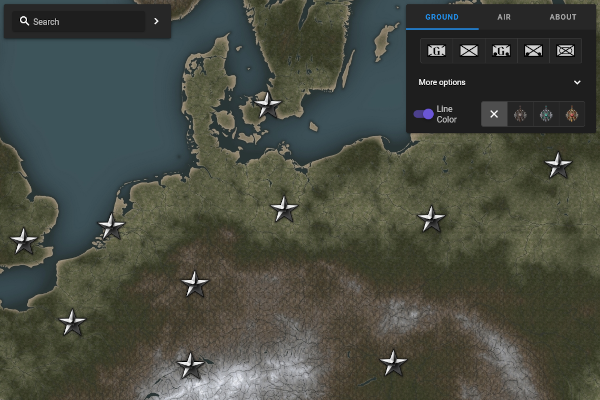 Search
GROUND AIR ABOUT
G G
More options
Line
Color